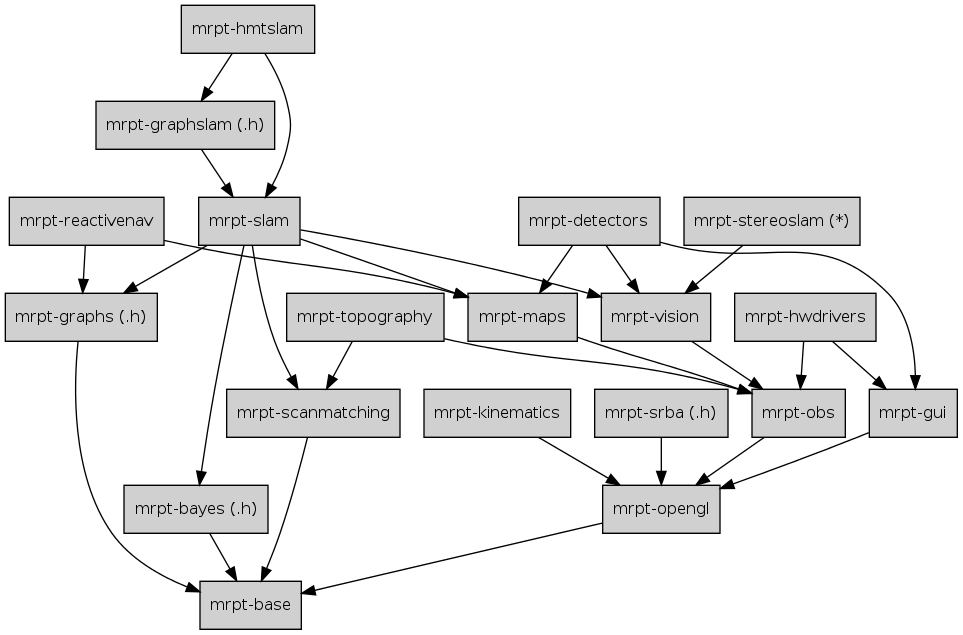 mrpt-hmtslam
mrpt-graphslam (.h)
mrpt-reactivenav
mrpt-slam
mrpt-detectors
mrpt-stereoslam (*)
mrpt-graphs (.h)
mrpt-topography
mrpt-maps
mrpt-vision
mrpt-hwdrivers
mrpt-scanmatching
mrpt-kinematics
mrpt-srba (.h)
mrpt-obs
mrpt-gui
mrpt-bayes (.h)
mrpt-opengl
mrpt-base